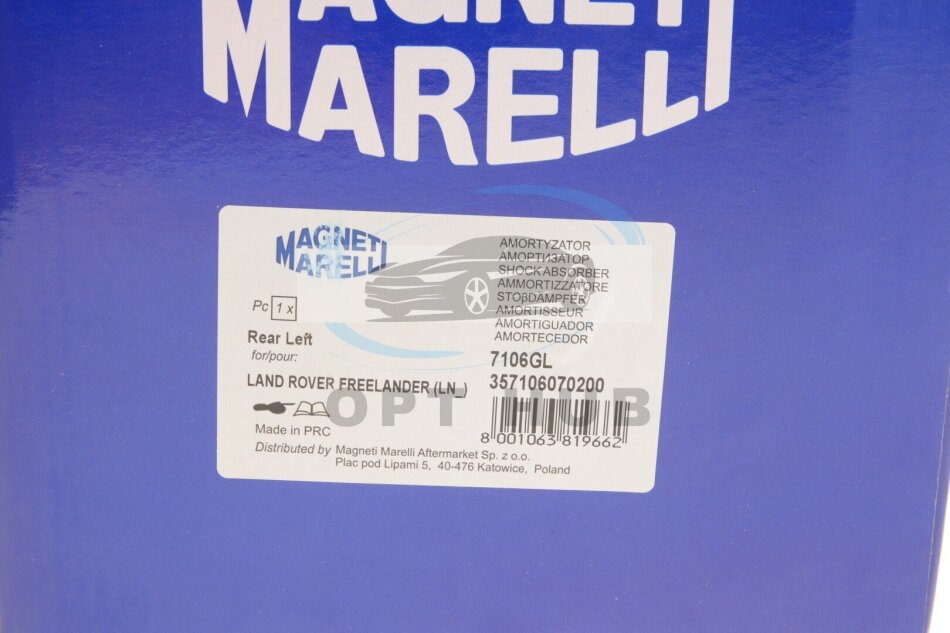 MAGNETI
MARELLI
MAGNETI
MARELLI
Pc 1 x
Rear Left
for/pour:
LAND ROVER FREELANDER (LN_)
Made in PRC
Distributed by Magneti Marelli Aftermarket Sp. z o.o.
Plac pod Lipami 5, 40-476 Katowice, Poland
AMORTYZATOR
АМОРТИЗАТОР
SHOCK ABSORBER
AMMORTIZZATORE
STOßDÄMPFER
AMORTISSEUR
AMORTIGUADOR
AMORTECEDOR
7106GL
357106070200
8 001063 819662
OPT HUB